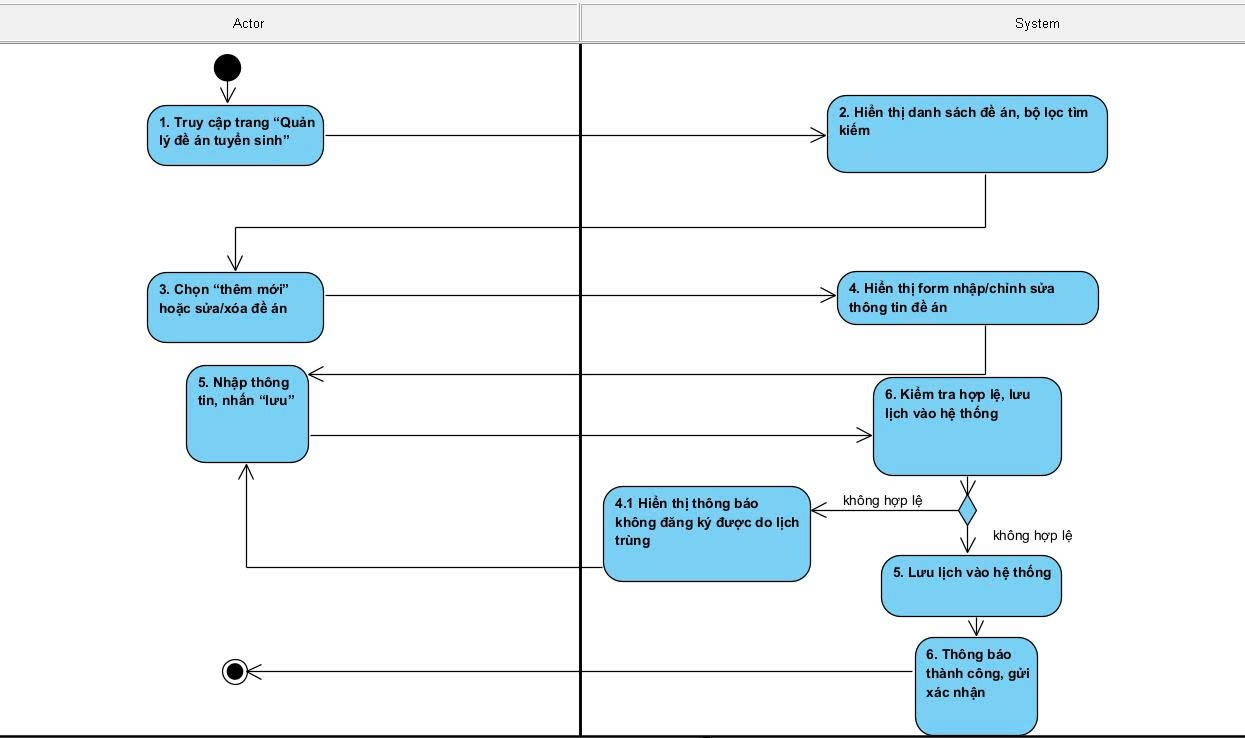 Actor
System
1. Truy cập trang “Quản
lý đề án tuyển sinh”
2. Hiển thị danh sách đề án, bộ lọc tìm
kiếm
3. Chọn “thêm mới”
hoặc sửa/xóa đề án
4. Hiển thị form nhập/chỉnh sửa
thông tin đề án
5. Nhập thông
tin, nhấn “lưu”
6. Kiểm tra hợp lệ, lưu
lịch vào hệ thống
không hợp lệ
4.1 Hiển thị thông báo
không đăng ký được do lịch
trùng
không hợp lệ
5. Lưu lịch vào hệ thống
6. Thông báo
thành công, gửi
xác nhận